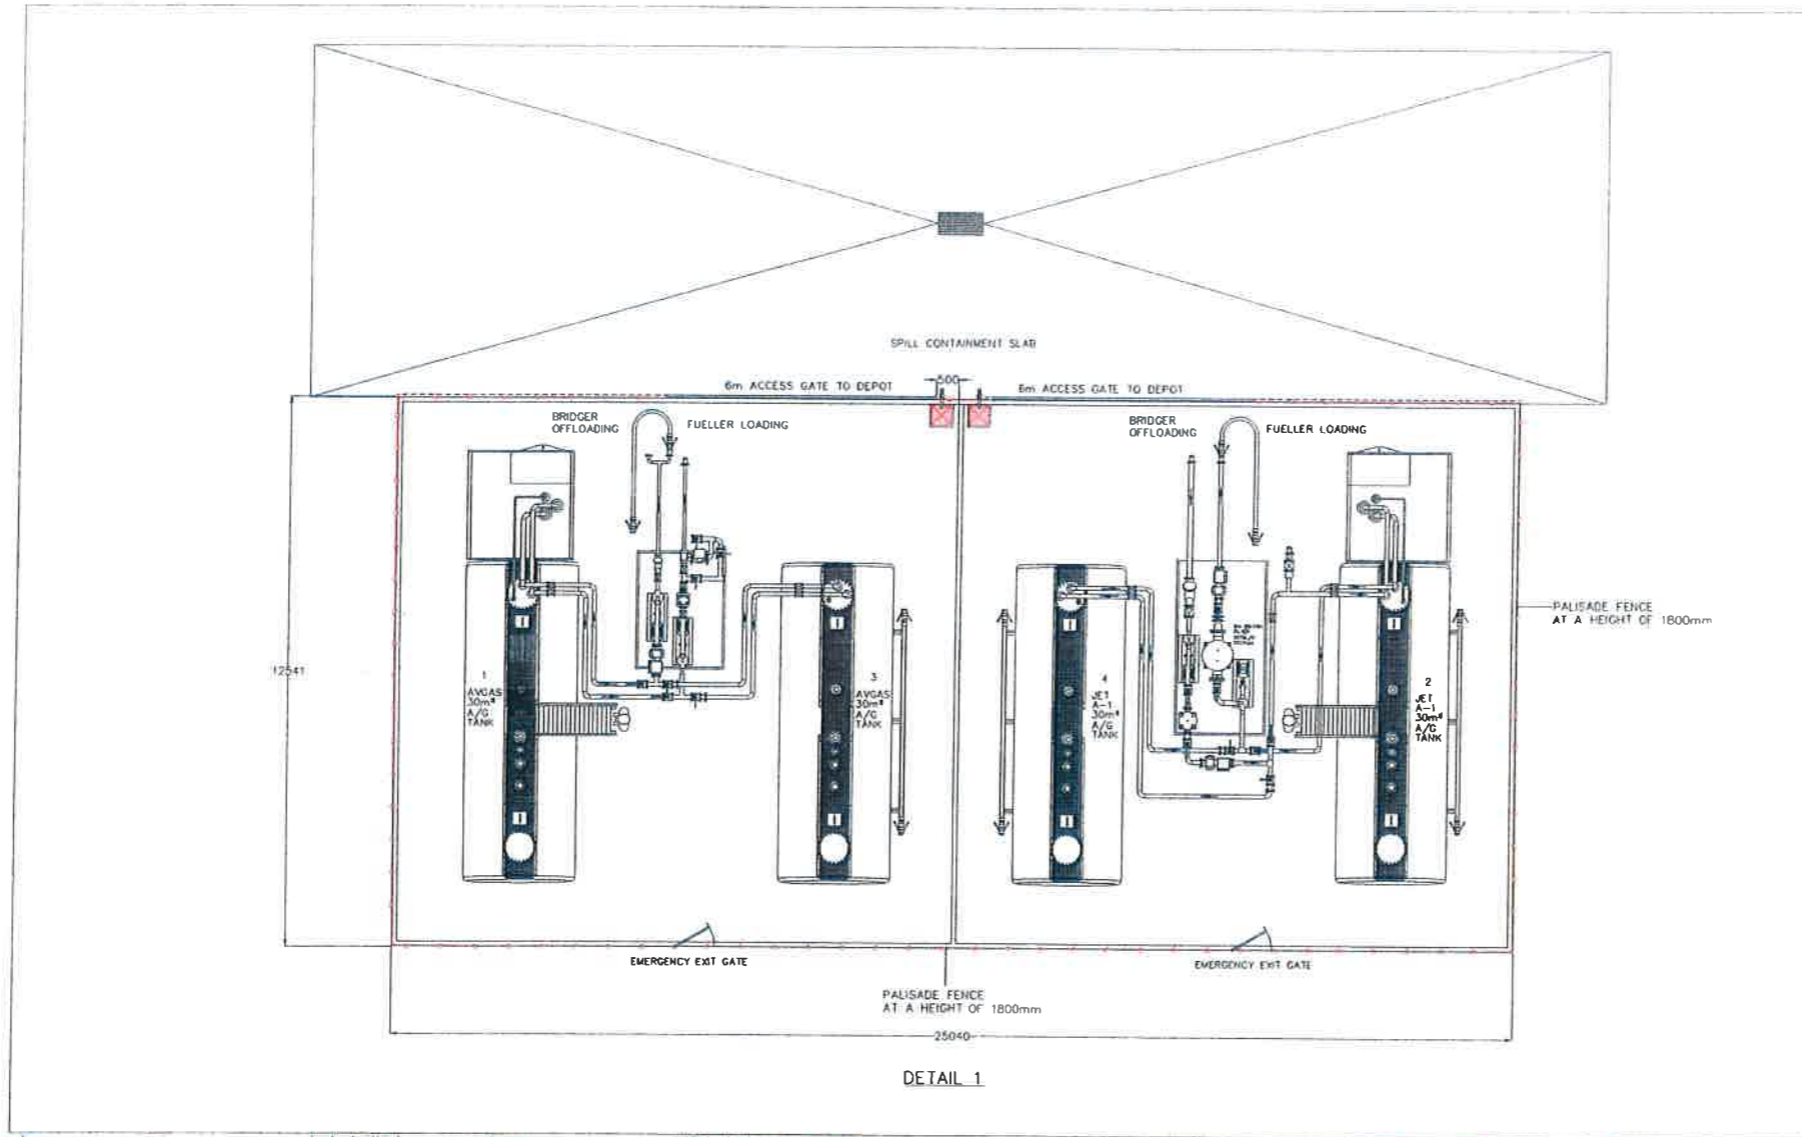 SPILL CONTAINMENT SLAB
6m ACCESS GATE TO DEPOT
500
6m ACCESS GATE TO DEPOT
BRIDGER
OFFLOADING
FUELLER LOADING
BRIDGER
OFFLOADING
FUELLER LOADING
PALISADE FENCE
AT A HEIGHT OF 1800mm
12541
1
AVGAS
30m³
A/G
TANK
3
AVGAS
30m³
A/G
TANK
4
JET
A-1
30m³
A/G
TANK
2
JET
A-1
30m³
A/G
TANK
EMERGENCY EXIT GATE
EMERGENCY EXIT GATE
PALISADE FENCE
AT A HEIGHT OF 1800mm
25040
DETAIL 1